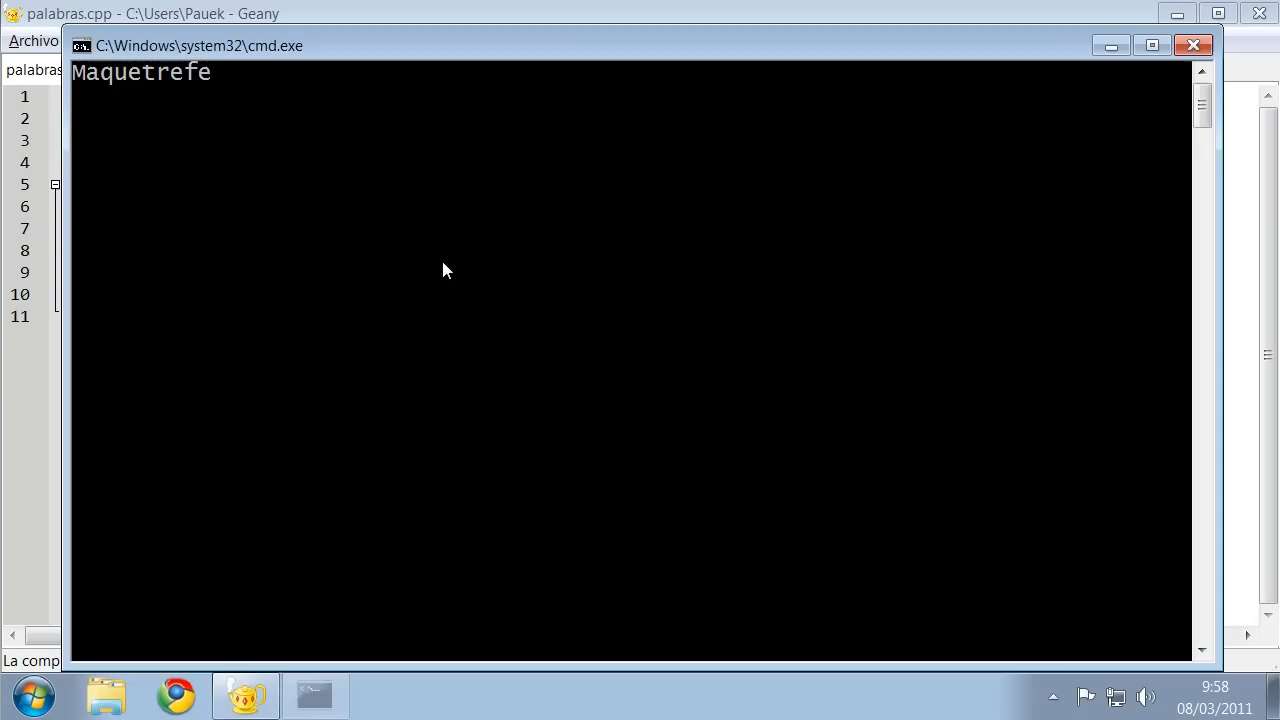 palabras.cpp - C:\Users\Pauek - Geany
Archivo
C:\Windows\system32\cmd.exe
palabras
Maquetrefe
1
2
3
4
5
6
7
8
9
10
11
La comp
9:58
08/03/2011